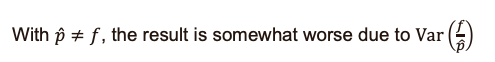 With p̂ ≠ f, the result is somewhat worse due to Var(f/p̂)